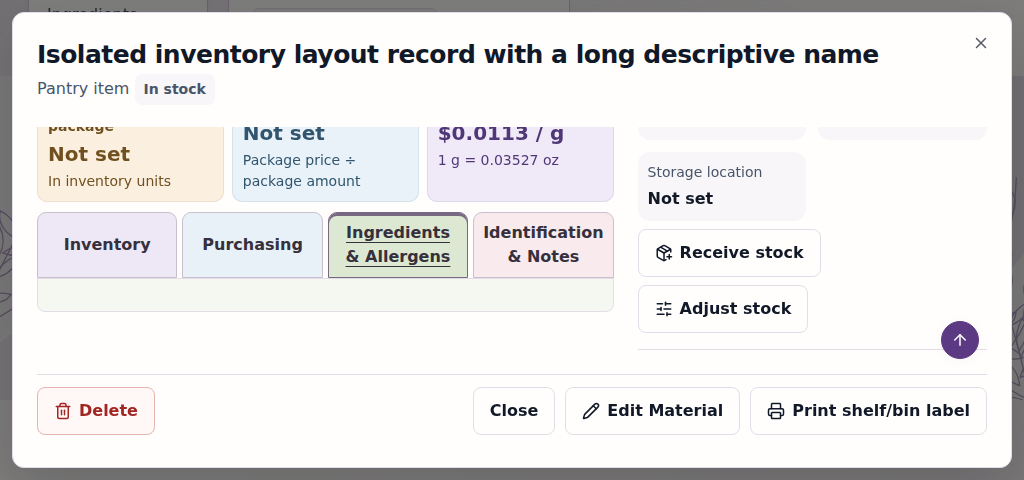 Isolated inventory layout record with a long descriptive name
Pantry item In stock
package
Not set
In inventory units
Not set
Package price ÷
package amount
$0.0113 / g
1 g = 0.03527 oz
Storage location
Not set
Inventory
Purchasing
Ingredients
& Allergens
Identification
& Notes
Receive stock
Adjust stock
Delete
Close
Edit Material
Print shelf/bin label